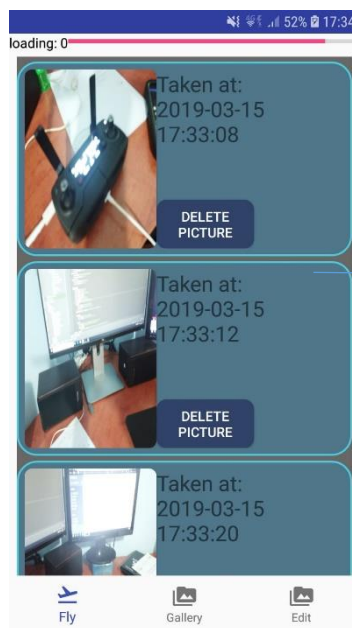 52% 17:34
loading: 0
Taken at:
2019-03-15
17:33:08
DELETE
PICTURE
Taken at:
2019-03-15
17:33:12
DELETE
PICTURE
Taken at:
2019-03-15
17:33:20
Fly
Gallery
Edit